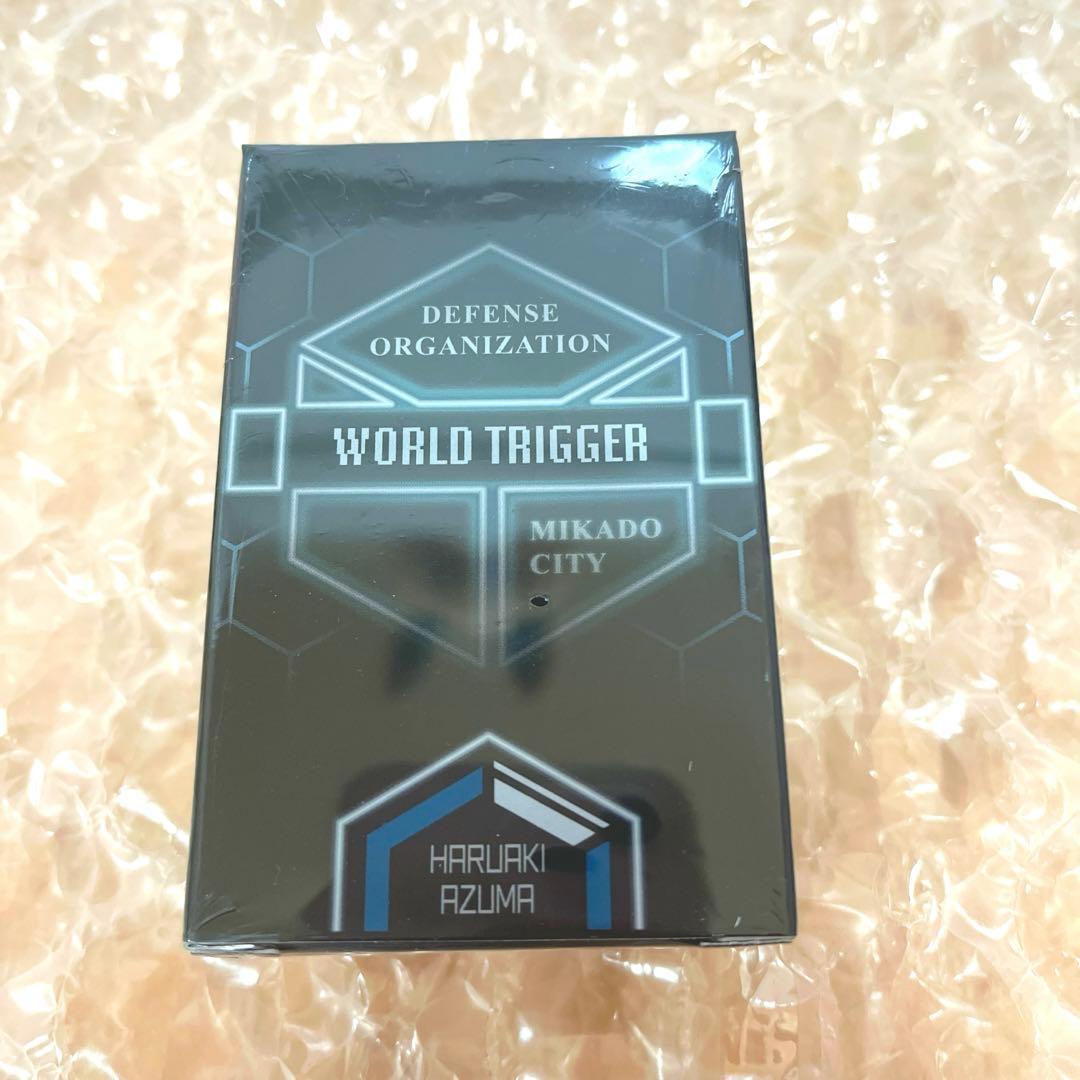 DEFENSE
ORGANIZATION
WORLD TRIGGER
MIKADO
CITY
HARUAKI
AZUMA